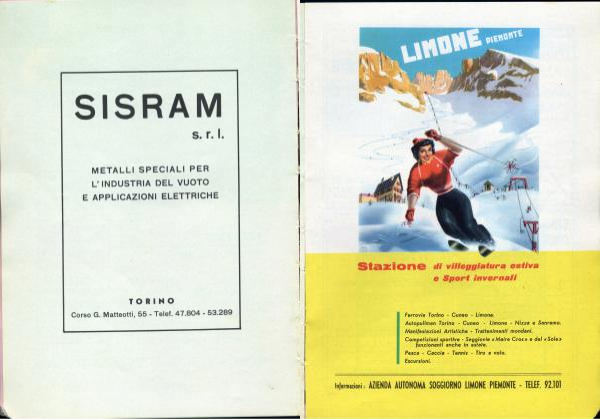 SISRAM
s. r. l.
METALLI SPECIALI PER
L'INDUSTRIA DEL VUOTO
E APPLICAZIONI ELETTRICHE
TORINO
Corso G. Matteotti, 55 - Telef. 47.804 - 53.289
LIMONE PIEMONTE
Stazione di villeggiatura estiva
e Sport invernali
Ferrovia Torino - Cuneo - Limone.
Autopullman Torino - Cuneo - Limone - Nizza e Sanremo.
Manifestazioni Artistiche - Trattenimenti mondani.
Competizioni sportive - Seggiovie «Maire Cros» e del «Sole»
funzionanti anche in estate.
Pesca - Caccia - Tennis - Tiro a volo.
Escursioni.
Informazioni: AZIENDA AUTONOMA SOGGIORNO LIMONE PIEMONTE - TELEF. 92.101